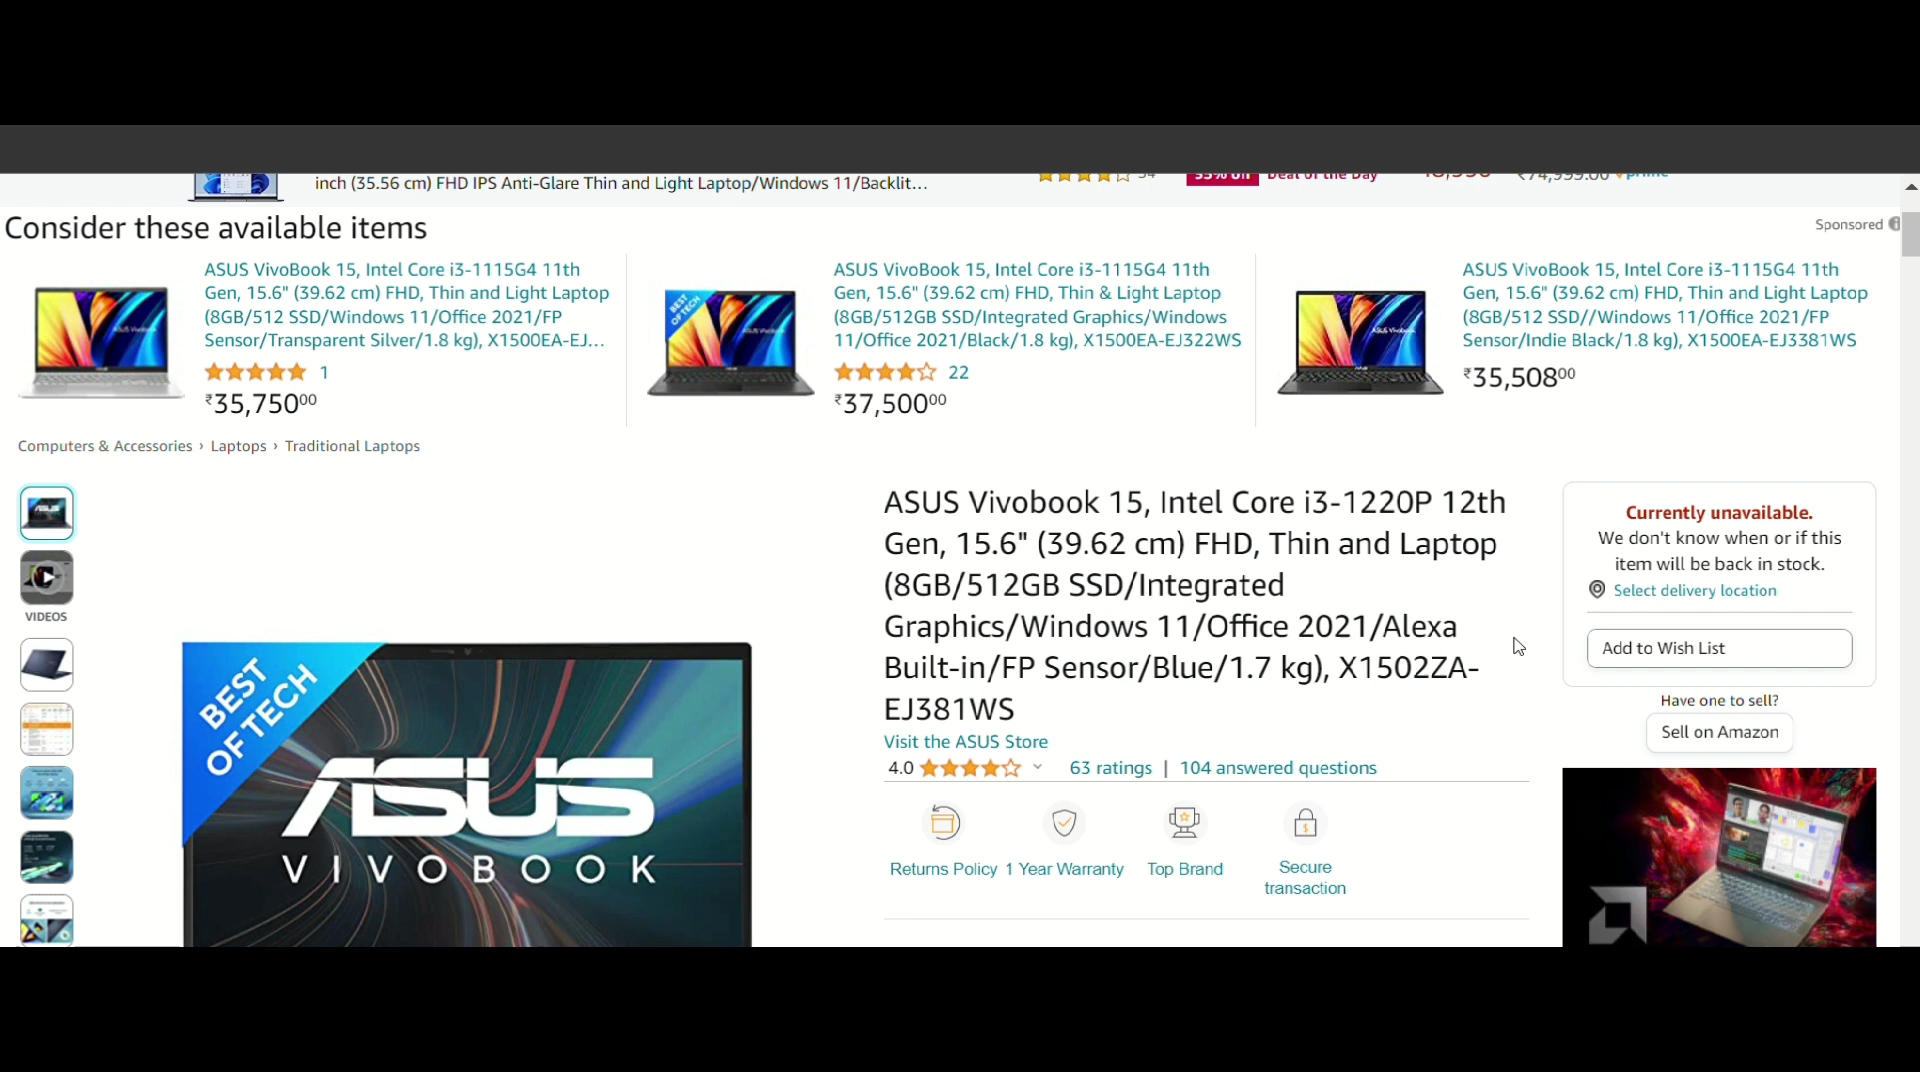 inch (35.56 cm) FHD IPS Anti-Glare Thin and Light Laptop/Windows 11/Backlit...
55% off Deal of the Day ₹74,999.00 prime
Consider these available items
Sponsored
ASUS VivoBook 15, Intel Core i3-1115G4 11th
Gen, 15.6" (39.62 cm) FHD, Thin and Light Laptop
(8GB/512 SSD/Windows 11/Office 2021/FP
Sensor/Transparent Silver/1.8 kg), X1500EA-EJ...
1
₹35,750⁰⁰
ASUS VivoBook 15, Intel Core i3-1115G4 11th
Gen, 15.6" (39.62 cm) FHD, Thin & Light Laptop
(8GB/512GB SSD/Integrated Graphics/Windows
11/Office 2021/Black/1.8 kg), X1500EA-EJ322WS
22
₹37,500⁰⁰
ASUS VivoBook 15, Intel Core i3-1115G4 11th
Gen, 15.6" (39.62 cm) FHD, Thin and Light Laptop
(8GB/512 SSD//Windows 11/Office 2021/FP
Sensor/Indie Black/1.8 kg), X1500EA-EJ3381WS
₹35,508⁰⁰
Computers & Accessories › Laptops › Traditional Laptops
VIDEOS
BEST
OF TECH
ASUS
VIVOBOOK
ASUS Vivobook 15, Intel Core i3-1220P 12th
Gen, 15.6" (39.62 cm) FHD, Thin and Laptop
(8GB/512GB SSD/Integrated
Graphics/Windows 11/Office 2021/Alexa
Built-in/FP Sensor/Blue/1.7 kg), X1502ZA-
EJ381WS
Visit the ASUS Store
4.0 63 ratings | 104 answered questions
Returns Policy
1 Year Warranty
Top Brand
Secure
transaction
Currently unavailable.
We don't know when or if this
item will be back in stock.
Select delivery location
Add to Wish List
Have one to sell?
Sell on Amazon